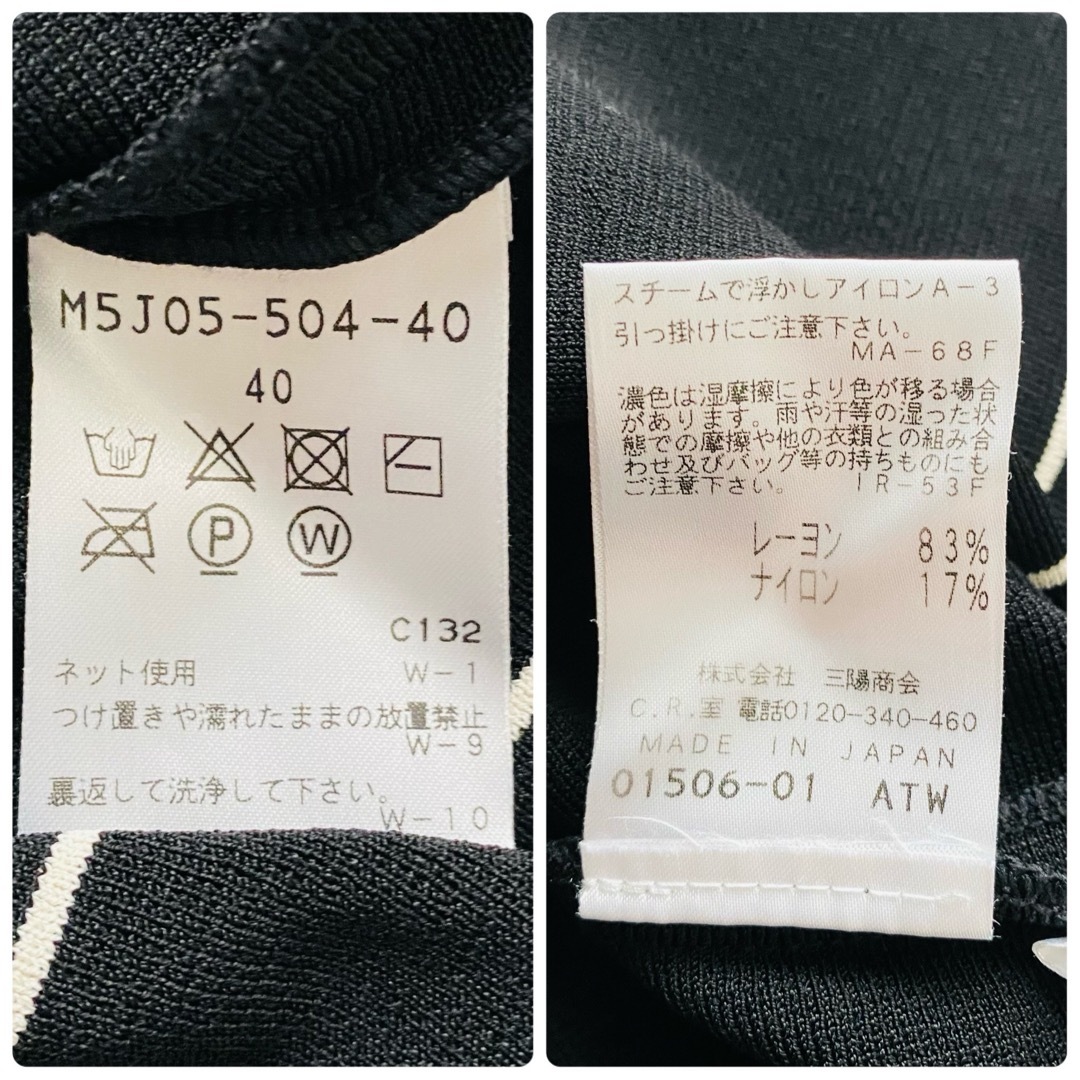 M5J05-504-40
40
P
W
C132
ネット使用 W-1
つけ置きや濡れたままの放置禁止
W-9
裏返して洗浄して下さい。
W-10
スチームで浮かしアイロンA-3
引っ掛けにご注意下さい。
MA-68F
濃色は湿摩擦により色が移る場合
があります。雨や汗等の湿った状
態での摩擦や他の衣類との組み合
わせ及びバッグ等の持ちものにも
ご注意下さい。 IR-53F
レーヨン 83%
ナイロン 17%
株式会社 三陽商会
C.R.室 電話0120-340-460
MADE IN JAPAN
01506-01 ATW